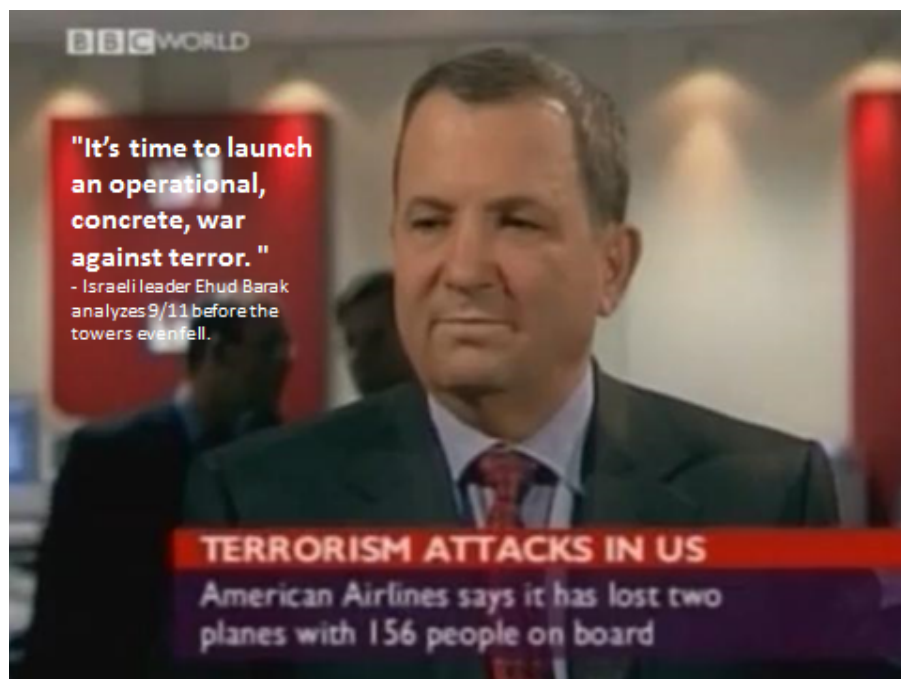 BBC WORLD
"It's time to launch
an operational,
concrete, war
against terror. "
- Israeli leader Ehud Barak
analyzes 9/11 before the
towers even fell.
TERRORISM ATTACKS IN US
American Airlines says it has lost two
planes with 156 people on board